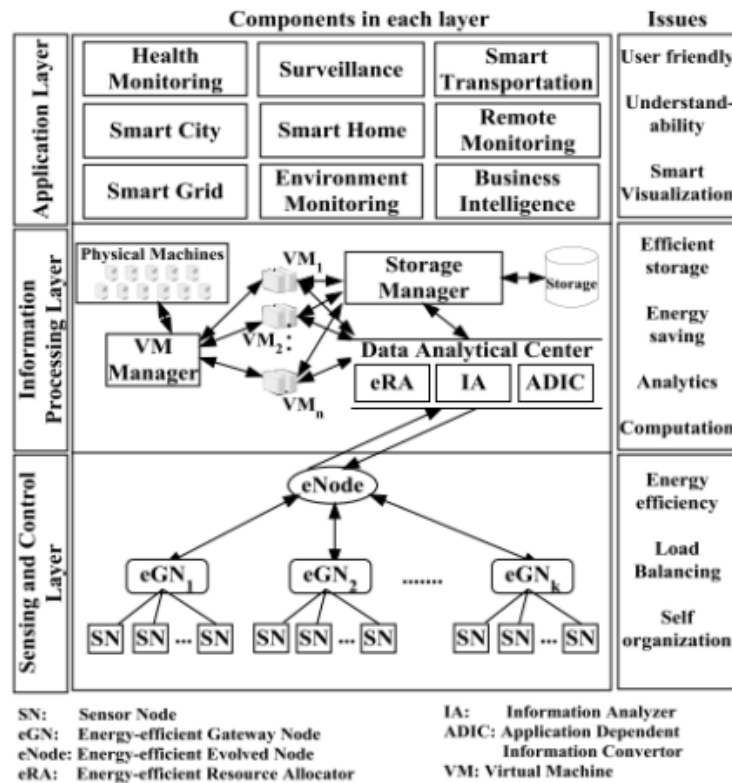 Components in each layer
Issues
Application Layer
Health
Monitoring
Surveillance
Smart
Transportation
Smart City
Smart Home
Remote
Monitoring
Smart Grid
Environment
Monitoring
Business
Intelligence
User friendly
Understand-
ability
Smart
Visualization
Information
Processing Layer
Physical Machines
VM
Manager
VM1
VM2
:
VMn
Storage
Manager
Storage
Data Analytical Center
eRA
IA
ADIC
Efficient
storage
Energy
saving
Analytics
Computation
Sensing and Control
Layer
eNode
eGN1
eGN2
.......
eGNk
SN SN ... SN
SN SN ... SN
SN SN ... SN
Energy
efficiency
Load
Balancing
Self
organization
SN: Sensor Node
eGN: Energy-efficient Gateway Node
eNode: Energy-efficient Evolved Node
eRA: Energy-efficient Resource Allocator
IA: Information Analyzer
ADIC: Application Dependent
Information Convertor
VM: Virtual Machine